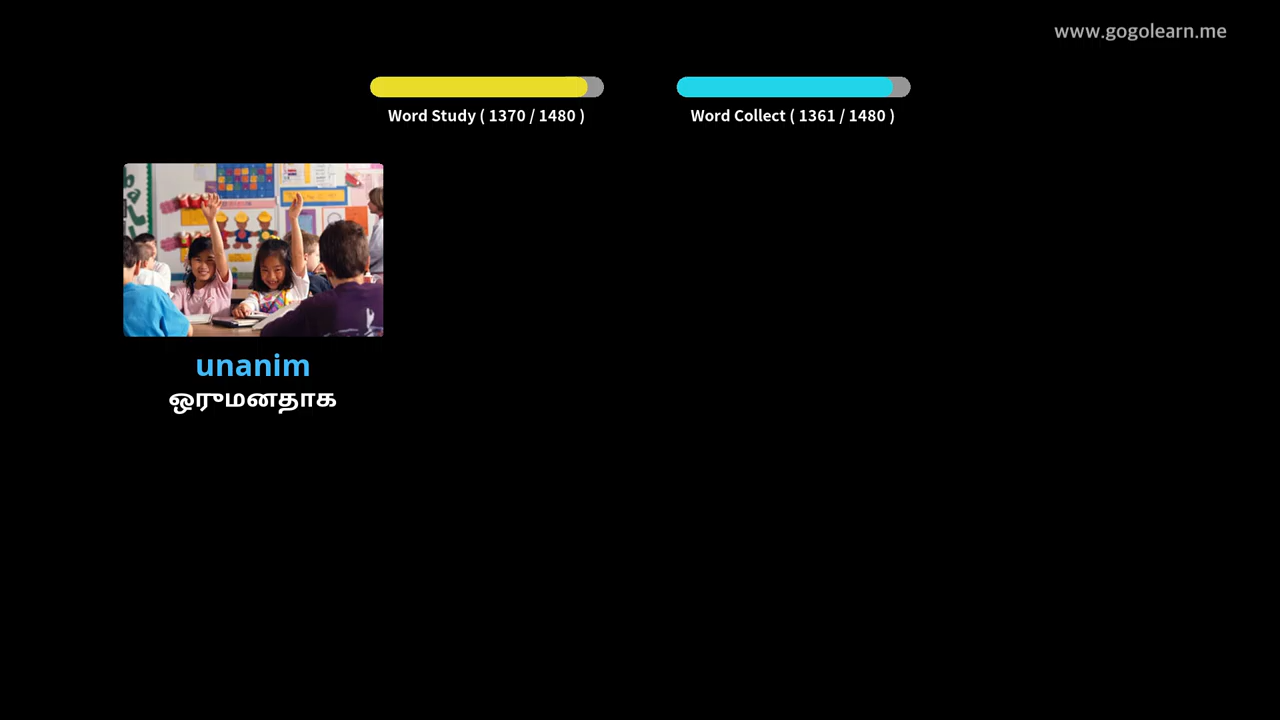 www.gogolearn.me
Word Study ( 1370 / 1480 )
Word Collect ( 1361 / 1480 )
unanim
ஒருமனதாக